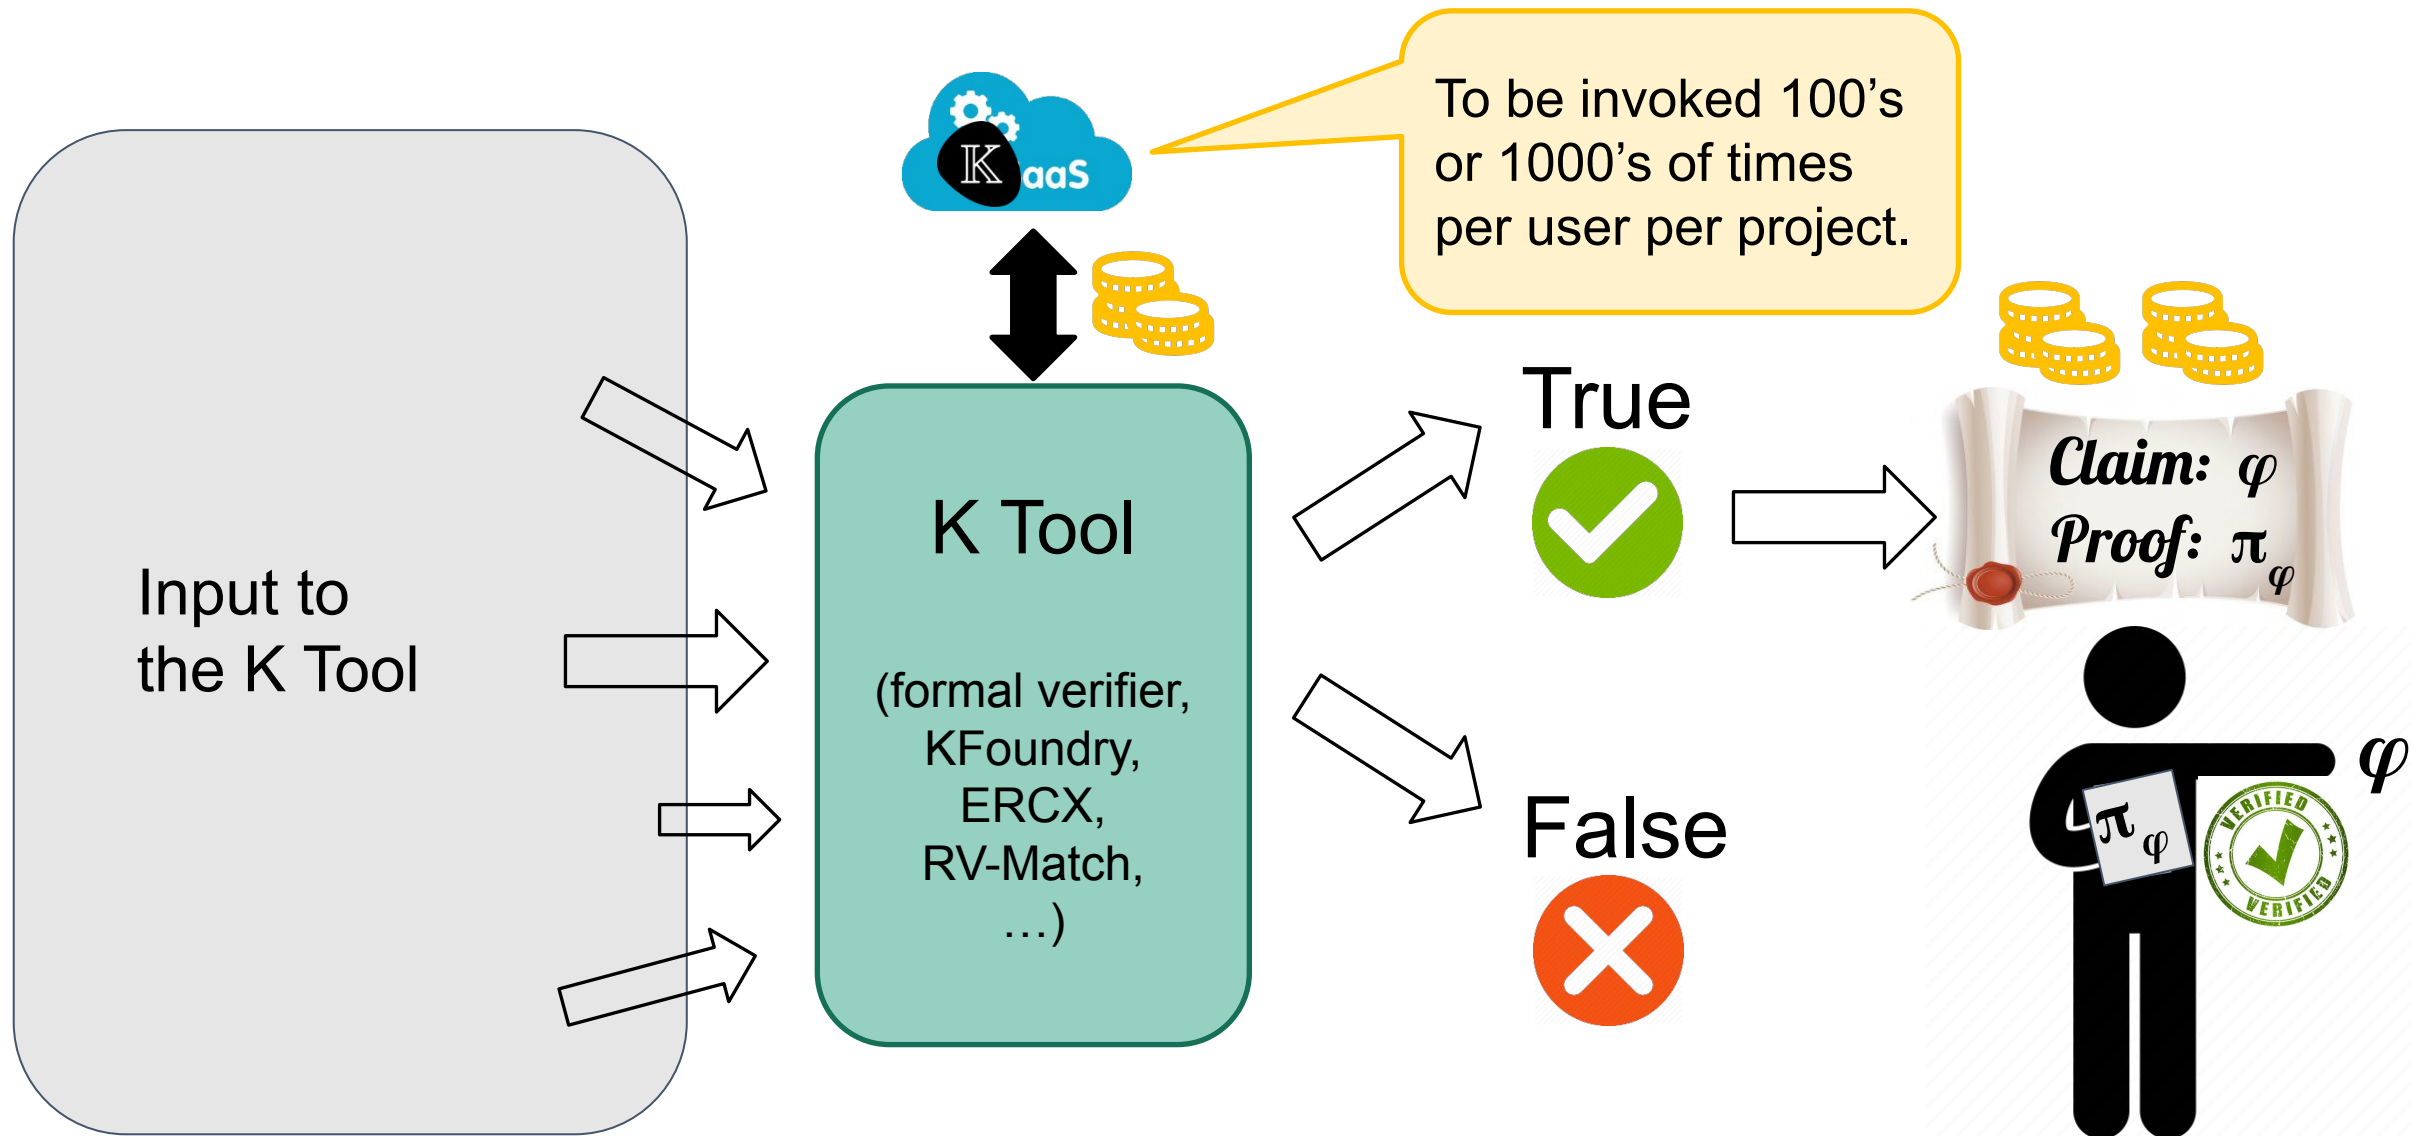 Input to
the K Tool
K aaS
To be invoked 100’s
or 1000’s of times
per user per project.
K Tool
(formal verifier,
KFoundry,
ERCX,
RV-Match,
…)
True
False
Claim: φ
Proof: π φ
φ
π φ
VERIFIED
VERIFIED